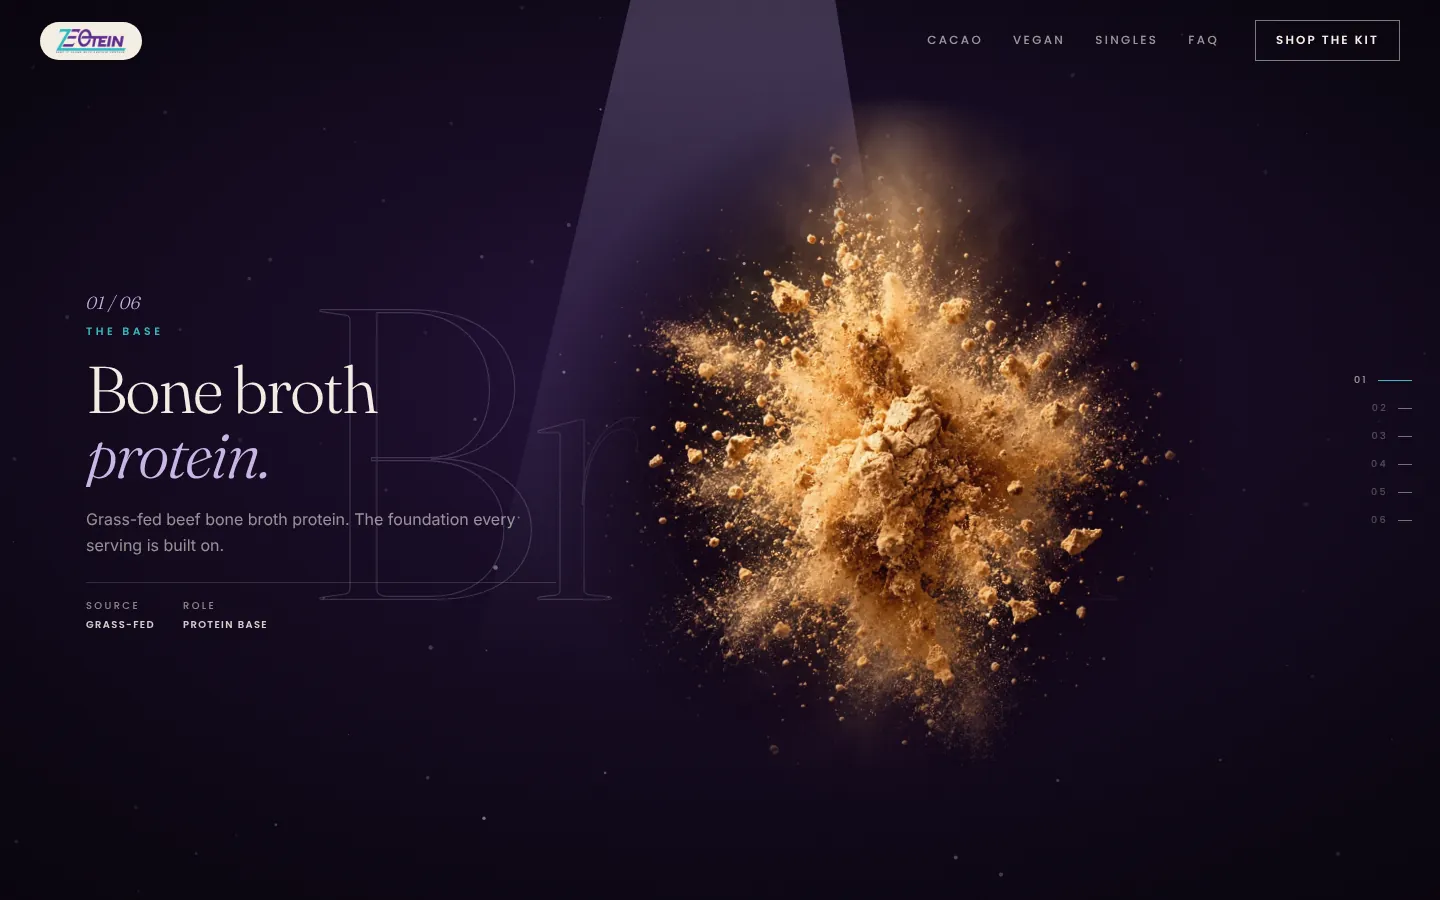 ZEOTEIN
CACAO
VEGAN
SINGLES
FAQ
SHOP THE KIT
01 / 06
THE BASE
Bone broth
protein.
Br
Grass-fed beef bone broth protein. The foundation every
serving is built on.
SOURCE
ROLE
GRASS-FED
PROTEIN BASE
01
02
03
04
05
06